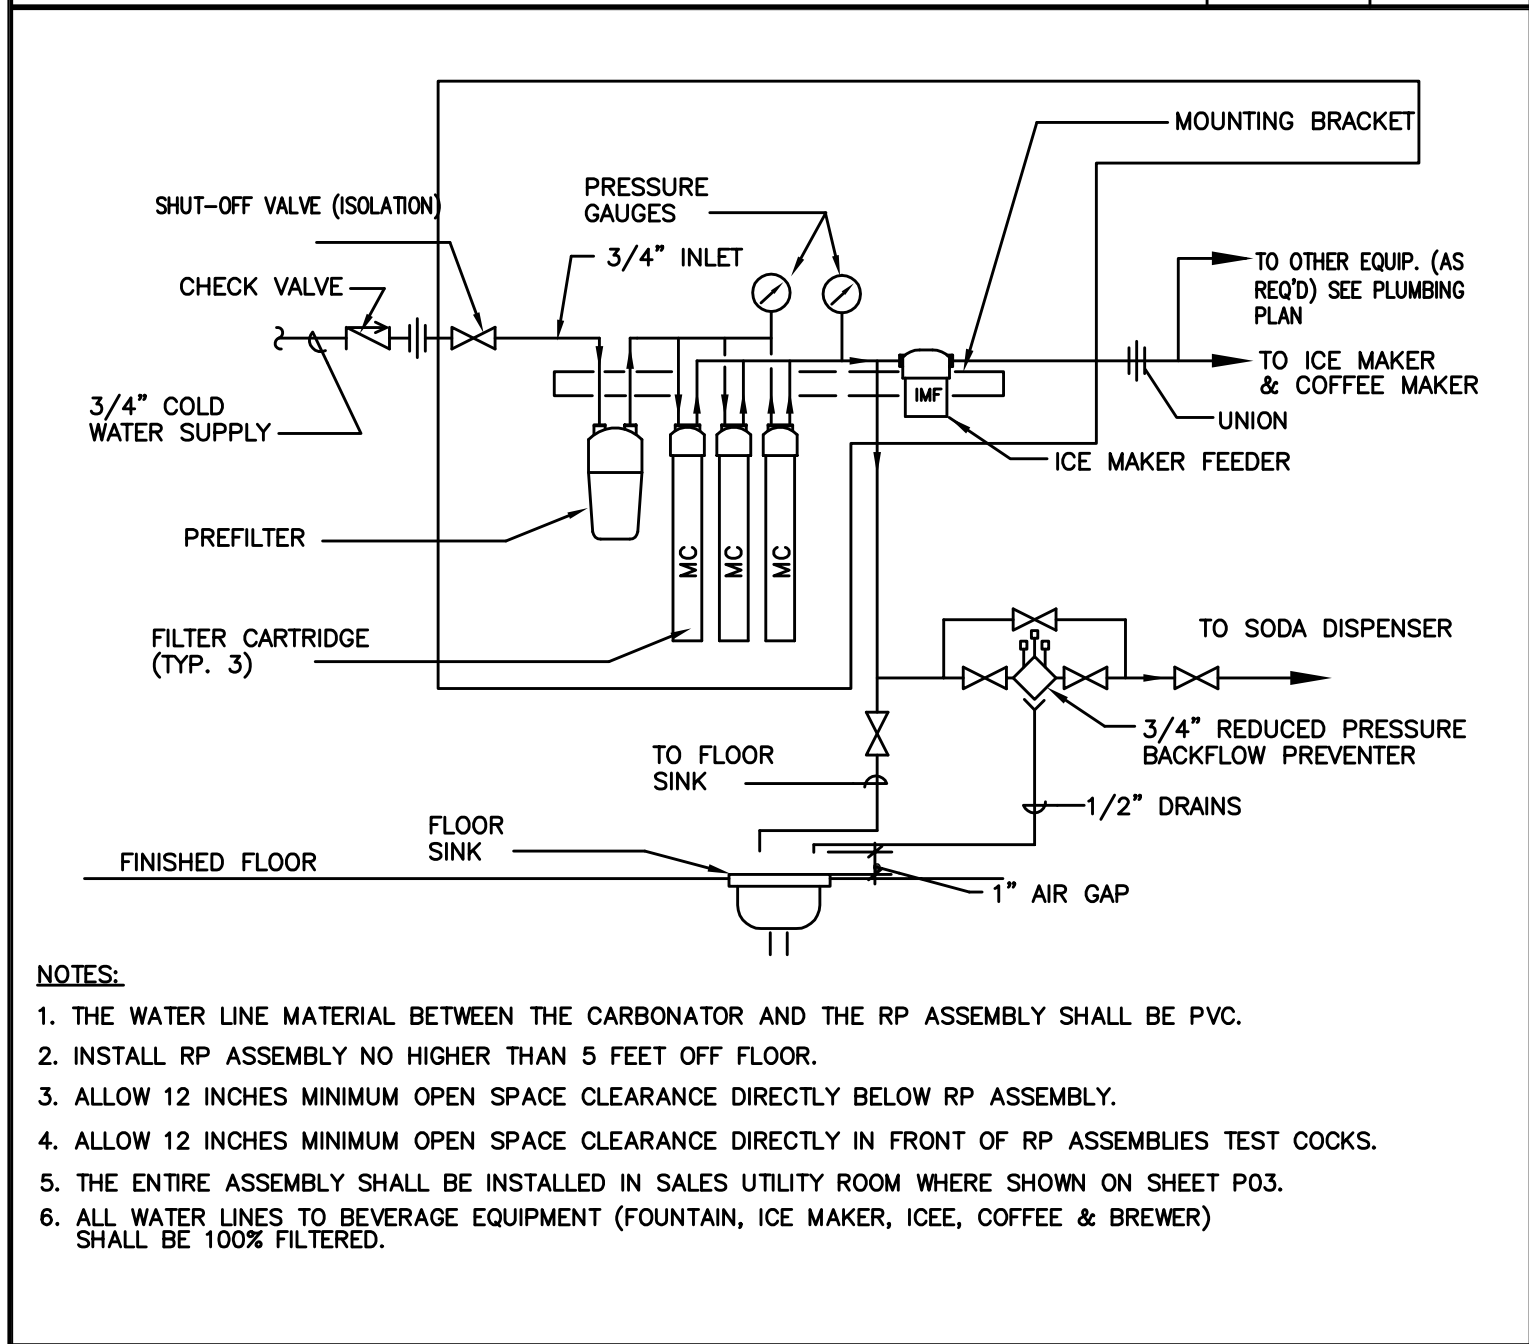 MOUNTING BRACKET
PRESSURE
GAUGES
SHUT-OFF VALVE (ISOLATION)
3/4" INLET
CHECK VALVE
TO OTHER EQUIP. (AS
REQ'D) SEE PLUMBING
PLAN
TO ICE MAKER
& COFFEE MAKER
3/4" COLD
WATER SUPPLY
IMF
UNION
ICE MAKER FEEDER
PREFILTER
MC
MC
MC
FILTER CARTRIDGE
(TYP. 3)
TO SODA DISPENSER
3/4" REDUCED PRESSURE
BACKFLOW PREVENTER
TO FLOOR
SINK
1/2" DRAINS
FLOOR
SINK
FINISHED FLOOR
1" AIR GAP
NOTES:
1. THE WATER LINE MATERIAL BETWEEN THE CARBONATOR AND THE RP ASSEMBLY SHALL BE PVC.
2. INSTALL RP ASSEMBLY NO HIGHER THAN 5 FEET OFF FLOOR.
3. ALLOW 12 INCHES MINIMUM OPEN SPACE CLEARANCE DIRECTLY BELOW RP ASSEMBLY.
4. ALLOW 12 INCHES MINIMUM OPEN SPACE CLEARANCE DIRECTLY IN FRONT OF RP ASSEMBLIES TEST COCKS.
5. THE ENTIRE ASSEMBLY SHALL BE INSTALLED IN SALES UTILITY ROOM WHERE SHOWN ON SHEET P03.
6. ALL WATER LINES TO BEVERAGE EQUIPMENT (FOUNTAIN, ICE MAKER, ICEE, COFFEE & BREWER)
SHALL BE 100% FILTERED.